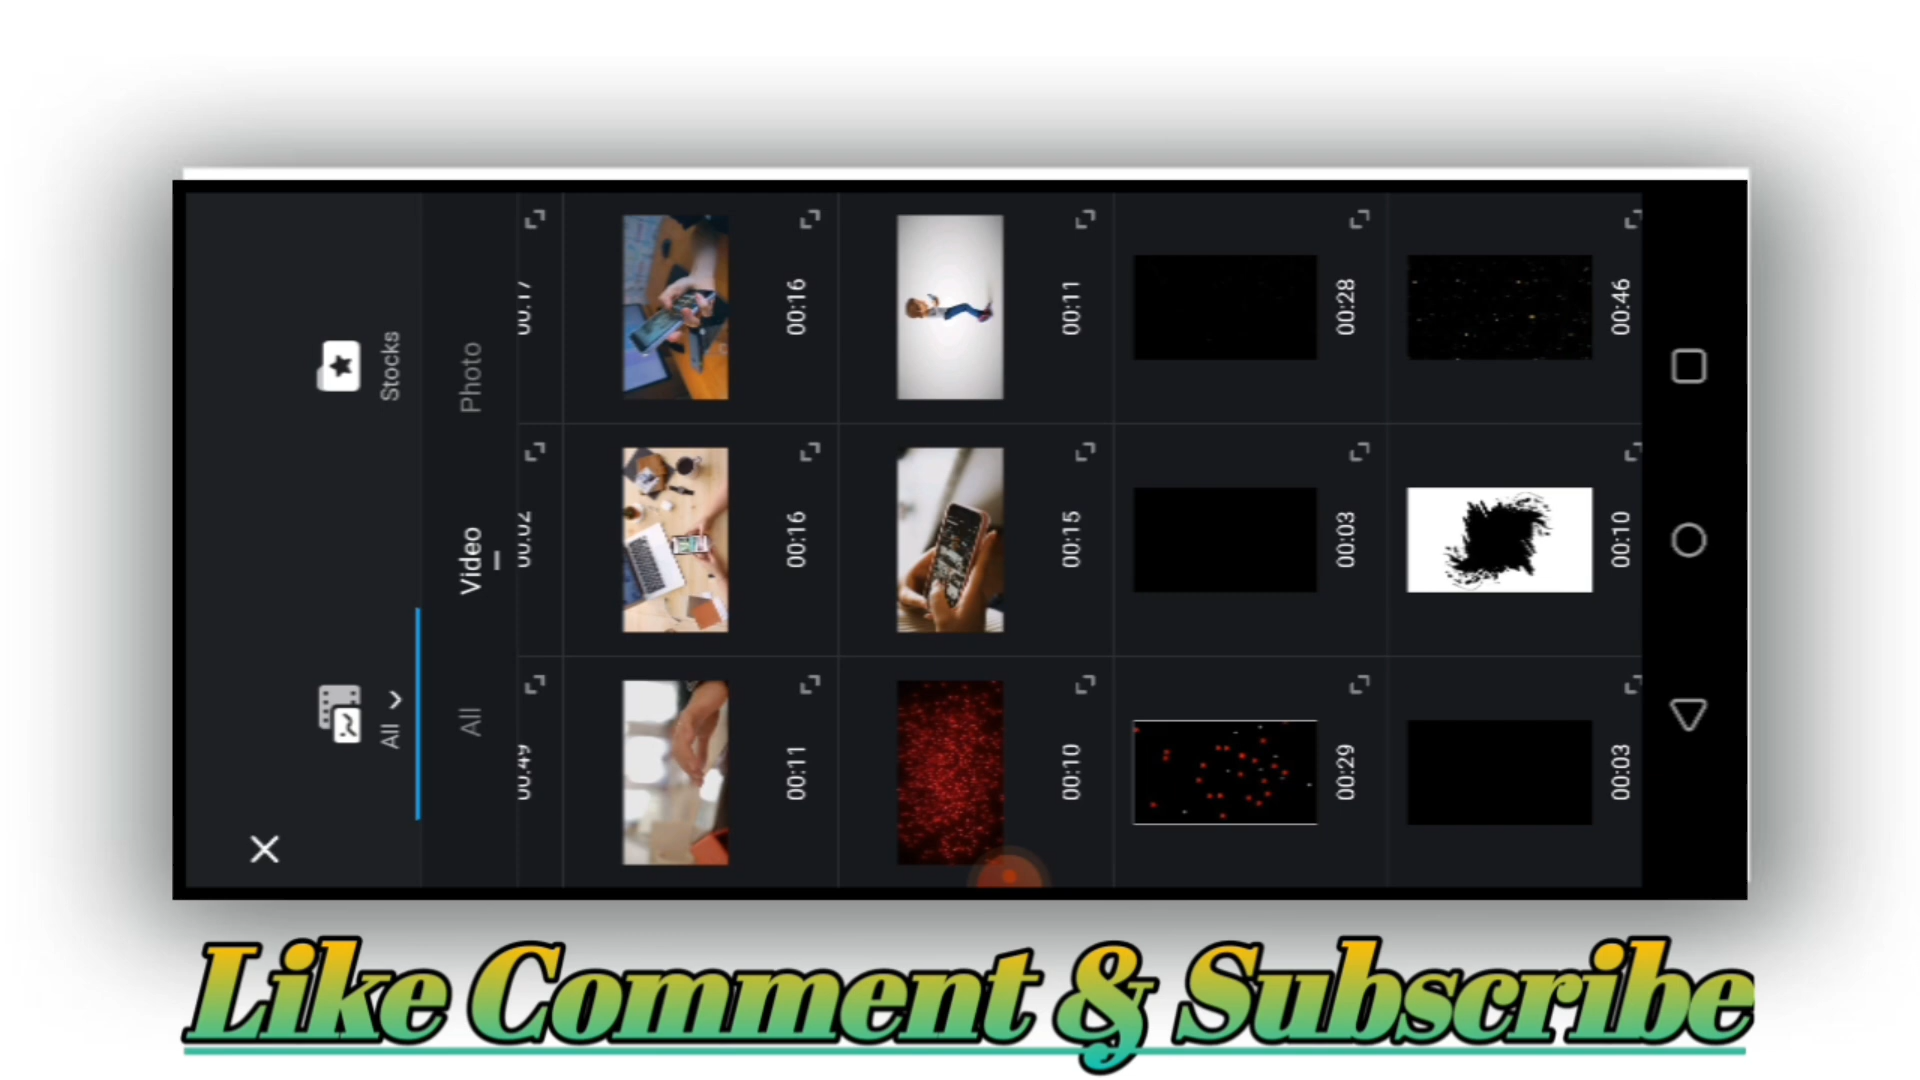 All Stocks
All Video Photo
00:11 00:16 00:16
00:10 00:15 00:11
00:29 00:03 00:28
00:03 00:10 00:46
Like Comment & Subscribe